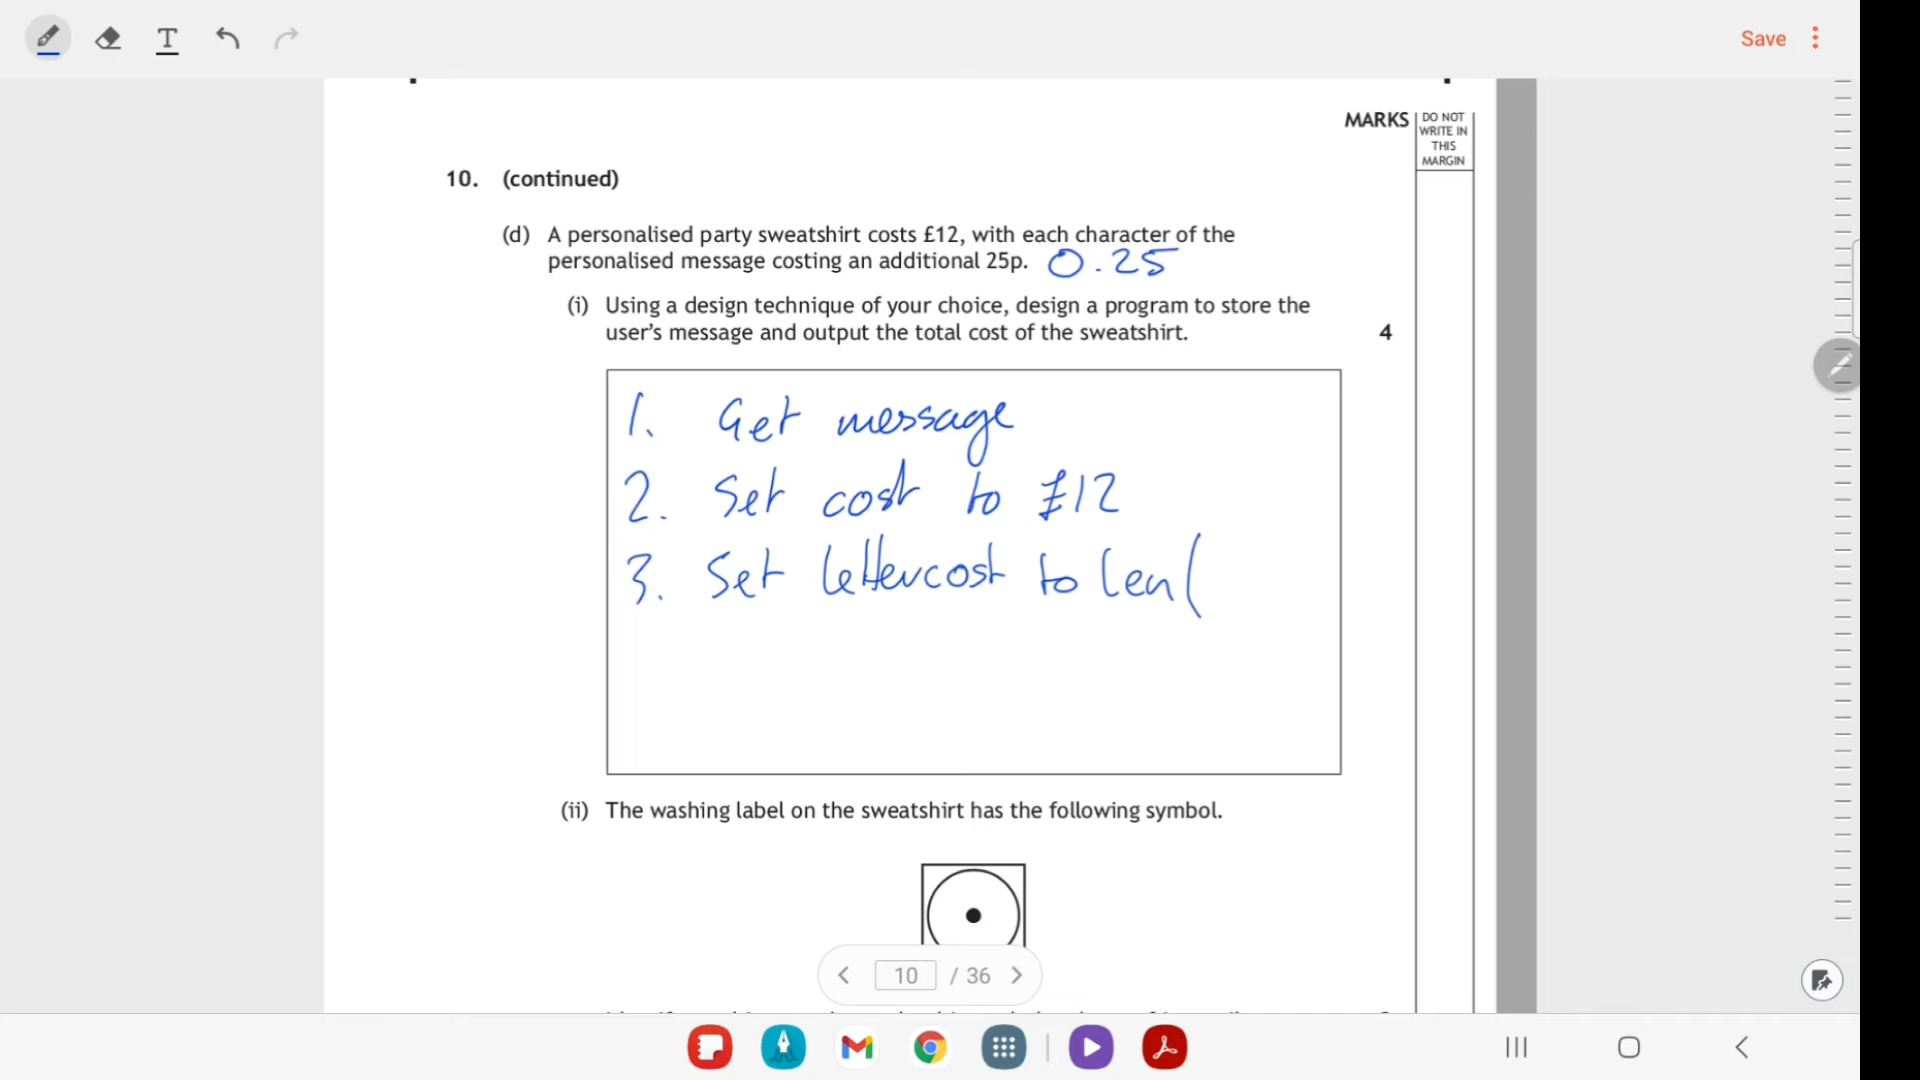 T
Save
MARKS
DO NOT
WRITE IN
THIS
MARGIN
10. (continued)
(d) A personalised party sweatshirt costs £12, with each character of the
personalised message costing an additional 25p. 0.25
(i) Using a design technique of your choice, design a program to store the
user's message and output the total cost of the sweatshirt. 4
1. Get message
2. Set cost to £12
3. Set lettercost to len(
(ii) The washing label on the sweatshirt has the following symbol.
10 / 36